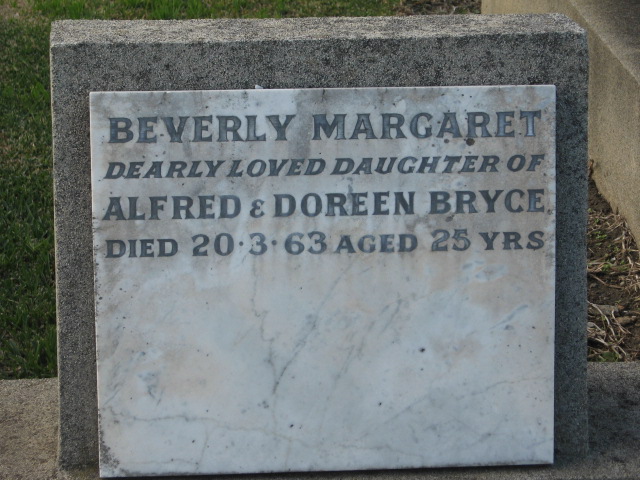 BEVERLY MARGARET
DEARLY LOVED DAUGHTER OF
ALFRED & DOREEN BRYCE
DIED 20·3·63 AGED 25 YRS